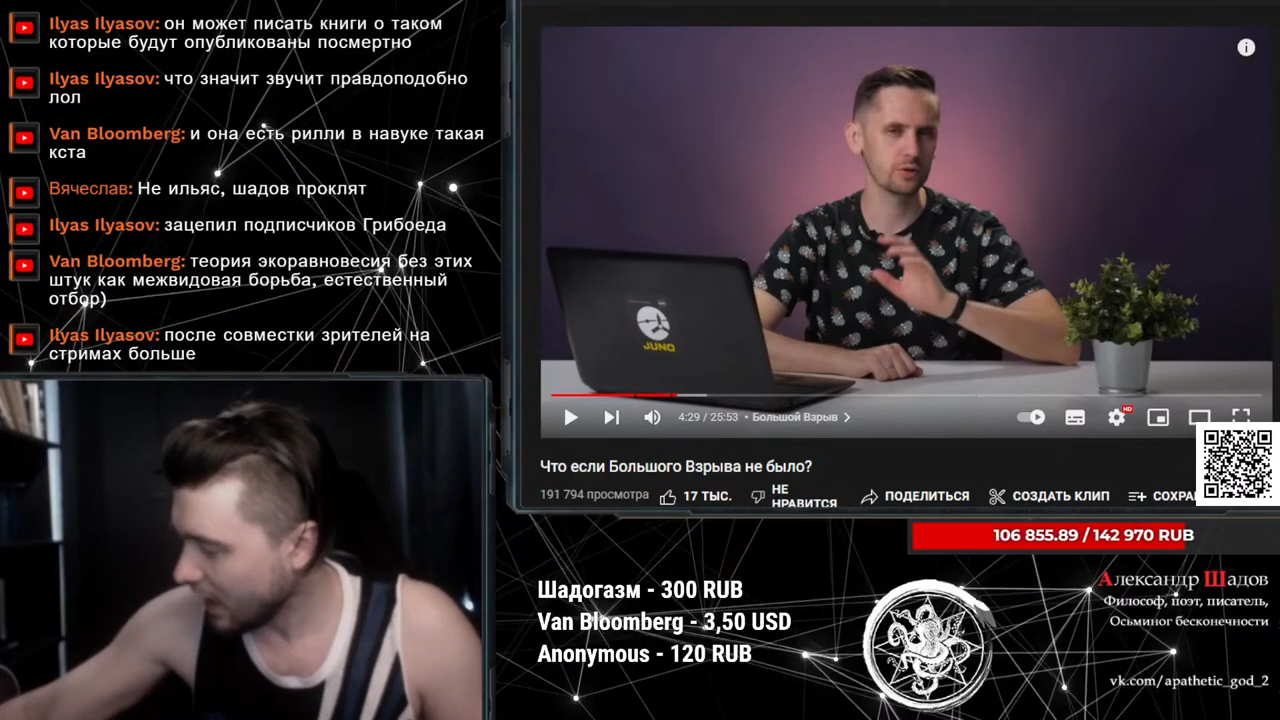 Ilyas Ilyasov: он может писать книги о таком
которые будут опубликованы посмертно
Ilyas Ilyasov: что значит звучит правдоподобно
лол
Van Bloomberg: и она есть рилли в навуке такая
кста
Вячеслав: Не ильяс, шадов проклят
Ilyas Ilyasov: зацепил подписчиков Грибоеда
Van Bloomberg: теория экоравновесия без этих
штук как межвидовая борьба, естественный
отбор)
Ilyas Ilyasov: после совместки зрителей на
стримах больше
JUNO
4:29 / 25:53 • Большой Взрыв
HD
Что если Большого Взрыва не было?
191 794 просмотра
17 ТЫС.
НЕ
НРАВИТСЯ
ПОДЕЛИТЬСЯ
СОЗДАТЬ КЛИП
СОХРА
106 855.89 / 142 970 RUB
Шадогазм - 300 RUB
Van Bloomberg - 3,50 USD
Anonymous - 120 RUB
Александр Шадов
Философ, поэт, писатель,
Осьминог бесконечности
vk.com/apathetic_god_2